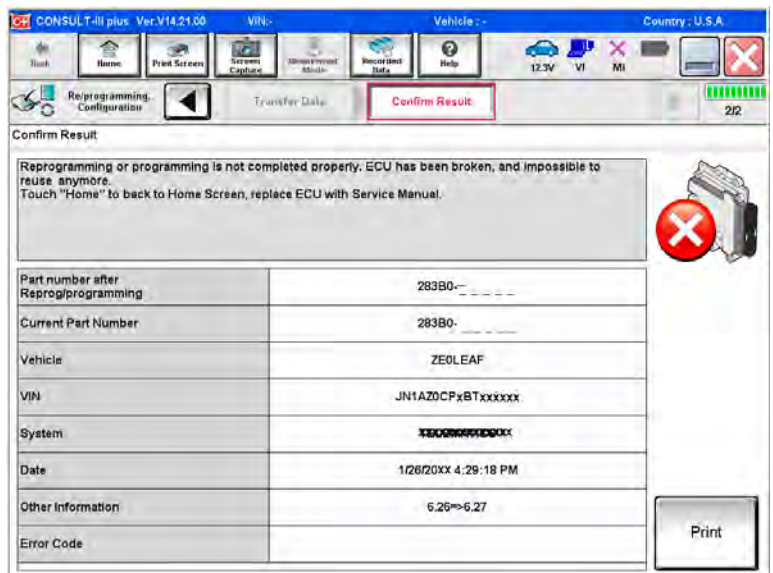 CONSULT-III plus Ver.V14.21.00 VIN:- Vehicle : - Country : U.S.A.
Back Home Print Screen Screen Capture Measurement Mode Recorded Data Help 12.3V VI MI
Re/programming, Configuration Transfer Data Confirm Result 2/2
Confirm Result
Reprogramming or programming is not completed properly. ECU has been broken, and impossible to
reuse anymore.
Touch "Home" to back to Home Screen, replace ECU with Service Manual.
Part number after
Reprog/programming 283B0-_ _ _ _ _
Current Part Number 283B0-_ _ _ _ _
Vehicle ZE0LEAF
VIN JN1AZ0CPxBTxxxxxx
System
Date 1/26/20XX 4:29:18 PM
Other Information 6.26=>6.27
Error Code
Print